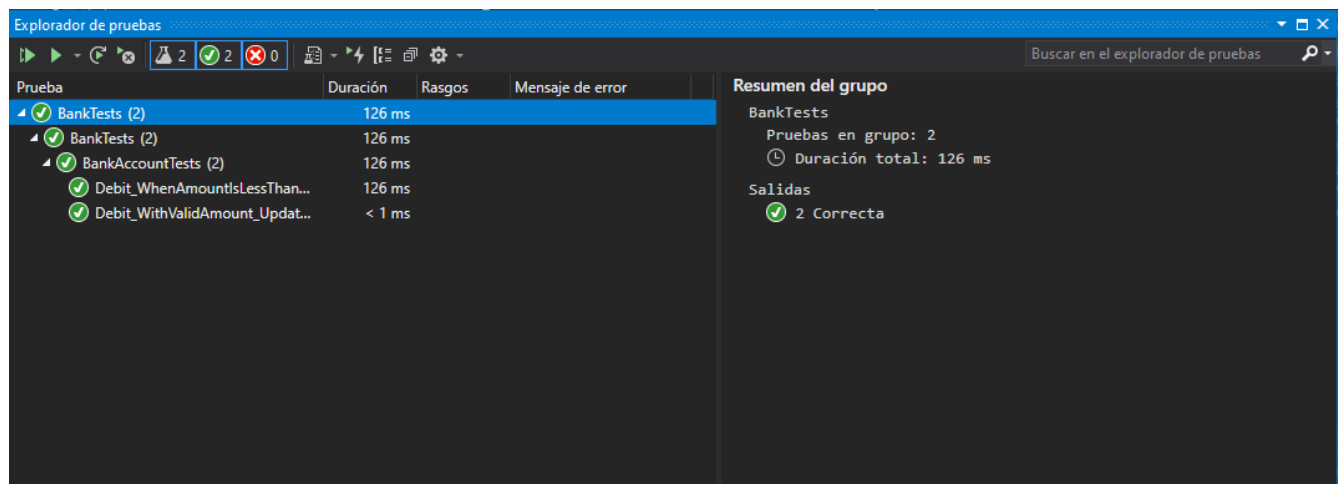 Explorador de pruebas
2 2 0
Buscar en el explorador de pruebas
Prueba Duración Rasgos Mensaje de error
BankTests (2) 126 ms
BankTests (2) 126 ms
BankAccountTests (2) 126 ms
Debit_WhenAmountIsLessThan... 126 ms
Debit_WithValidAmount_Updat... < 1 ms
Resumen del grupo
BankTests
Pruebas en grupo: 2
Duración total: 126 ms
Salidas
2 Correcta